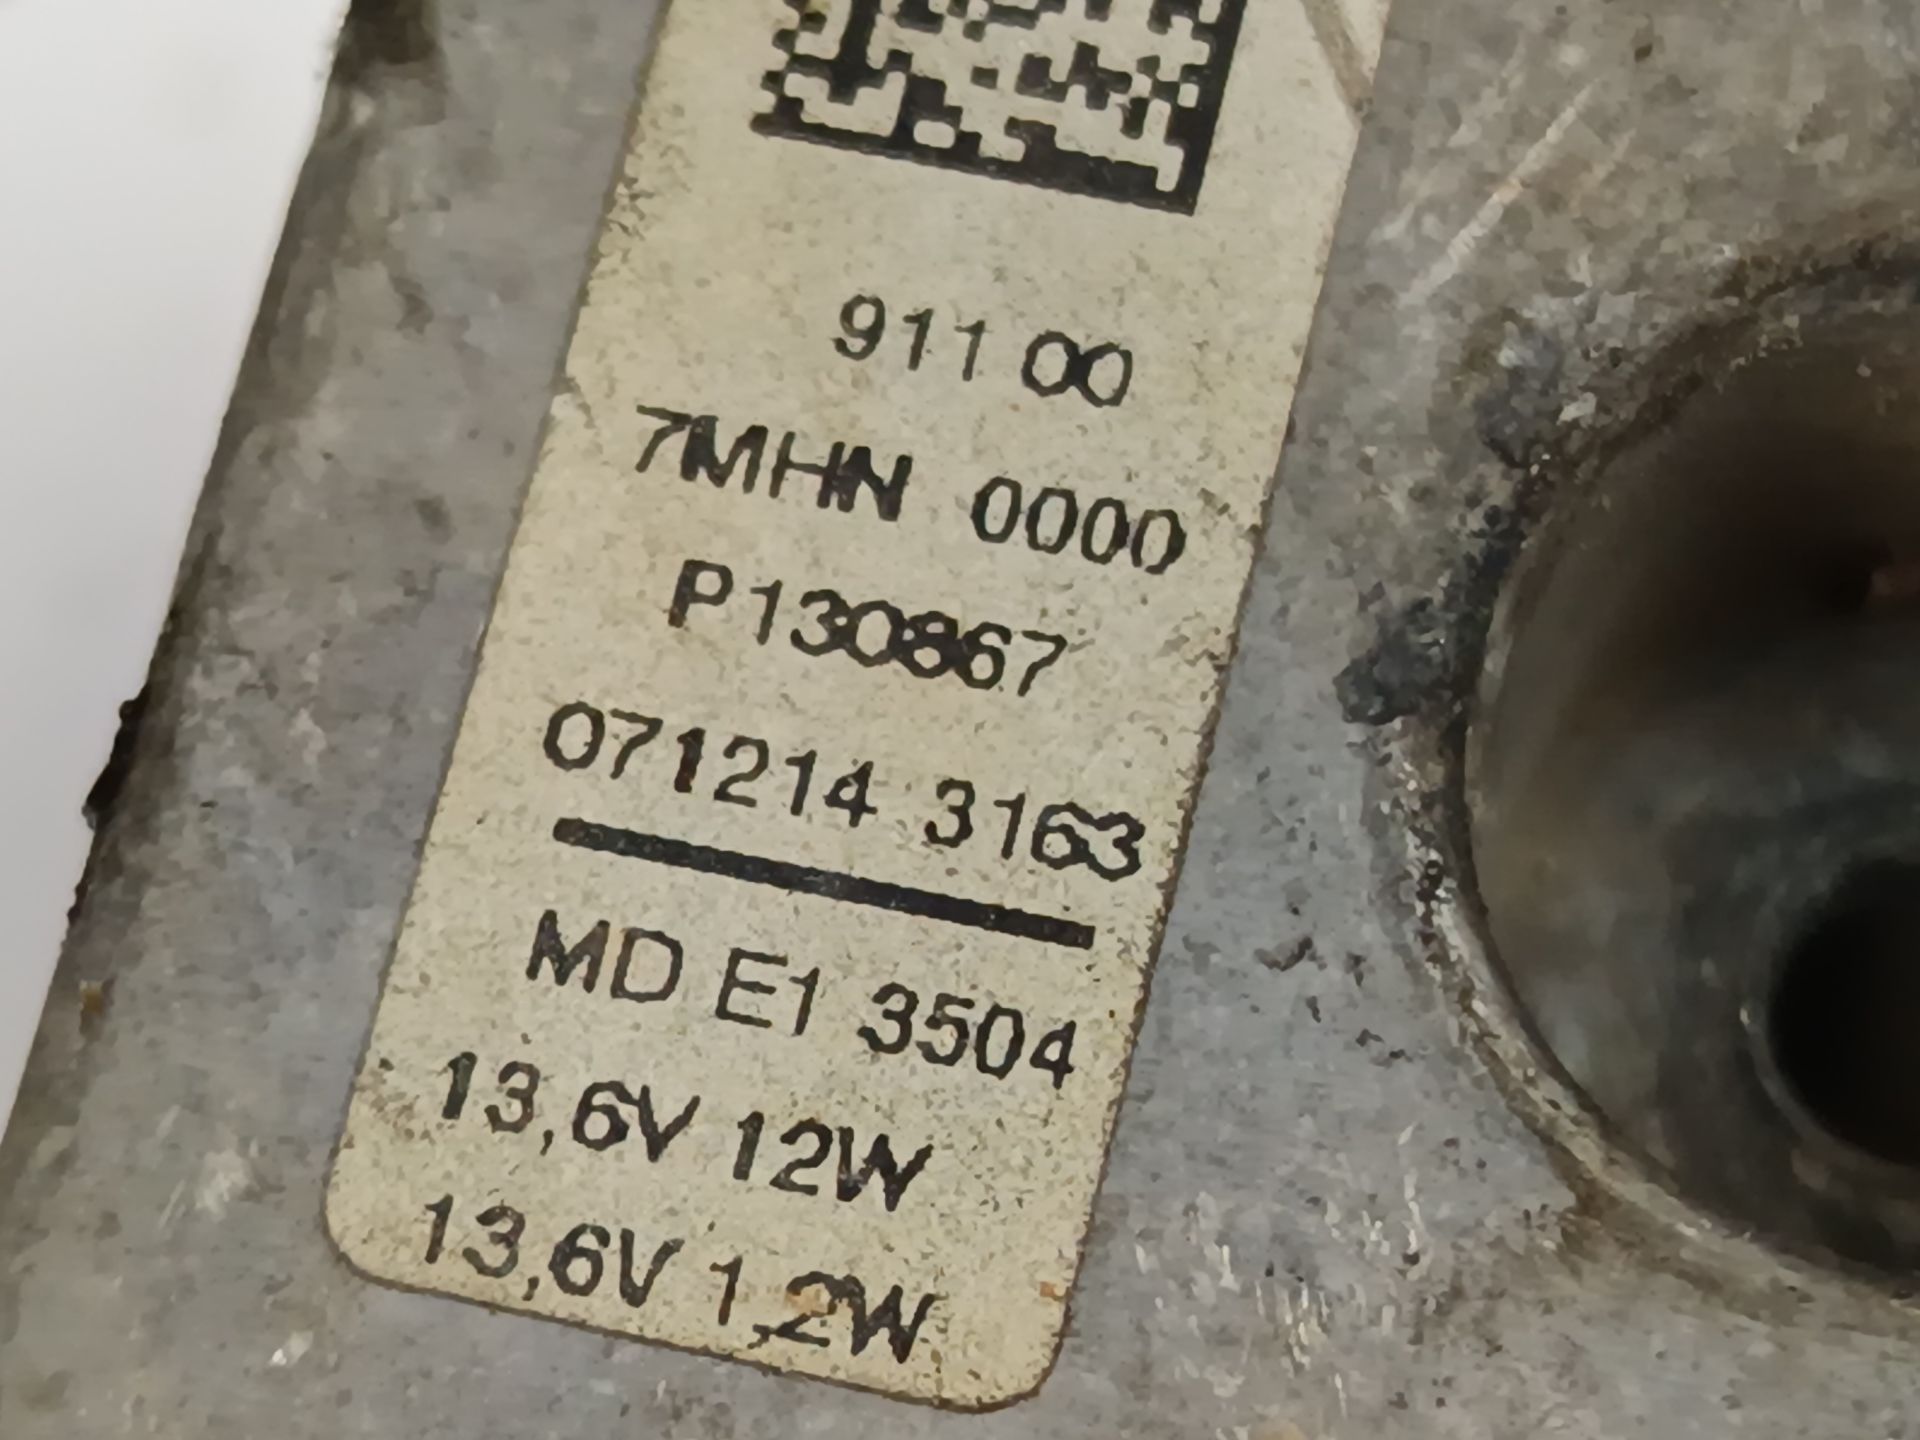 911 00
7MHN 0000
P130867
071214 3163
MD E1 3504
13,6V 12W
13,6V 1,2W